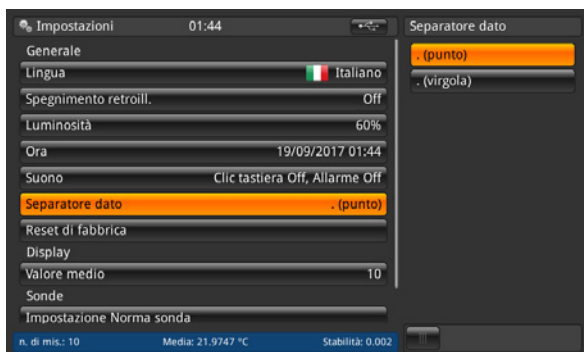 Impostazioni 01:44
Separatore dato
Generale
. (punto)
Lingua Italiano
. (virgola)
Spegnimento retroill. Off
Luminosità 60%
Ora 19/09/2017 01:44
Suono Clic tastiera Off, Allarme Off
Separatore dato . (punto)
Reset di fabbrica
Display
Valore medio 10
Sonde
Impostazione Norma sonda
n. di mis.: 10 Media: 21.9747 °C Stabilità: 0.002